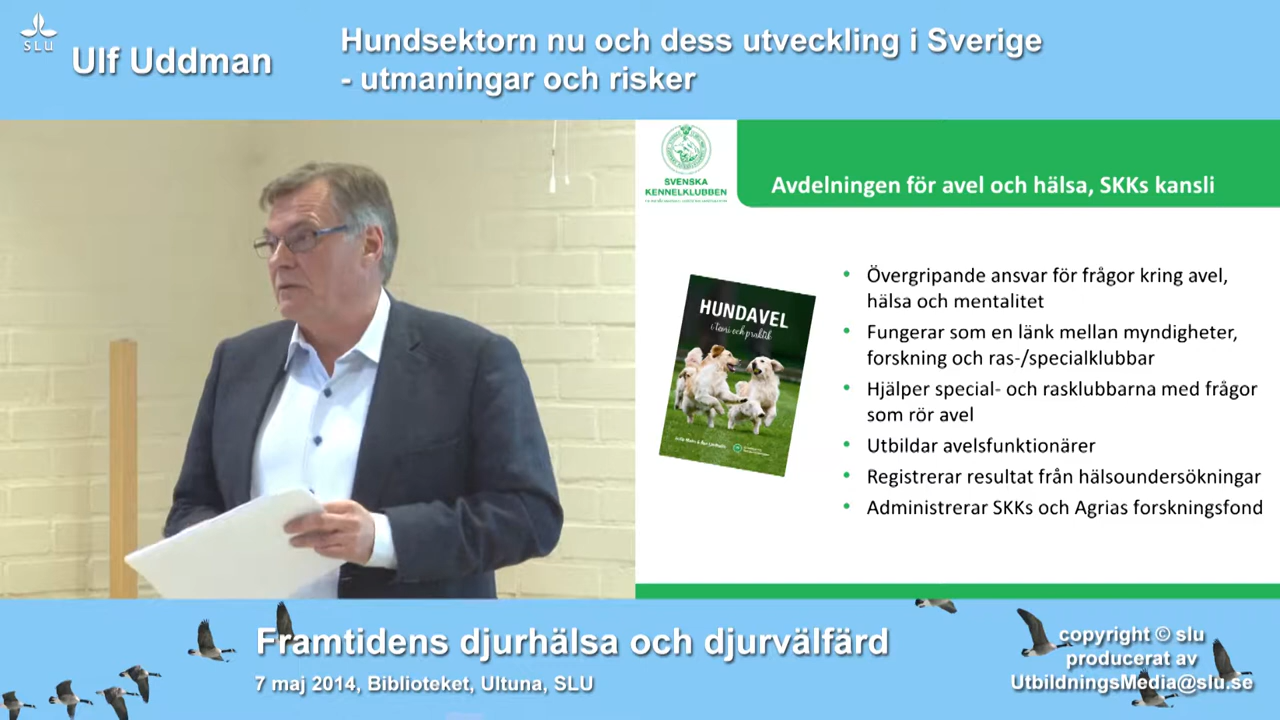 SLU
Ulf Uddman
Hundsektorn nu och dess utveckling i Sverige
- utmaningar och risker
SVENSKA
KENNELKLUBBEN
Avdelningen för avel och hälsa, SKKs kansli
HUNDAVEL
i teori och praktik
• Övergripande ansvar för frågor kring avel,
hälsa och mentalitet
• Fungerar som en länk mellan myndigheter,
forskning och ras-/specialklubbar
• Hjälper special- och rasklubbarna med frågor
som rör avel
• Utbildar avelsfunktionärer
• Registrerar resultat från hälsoundersökningar
• Administrerar SKKs och Agrias forskningsfond
Framtidens djurhälsa och djurvälfärd
7 maj 2014, Biblioteket, Ultuna, SLU
copyright © slu
producerat av
UtbildningsMedia@slu.se